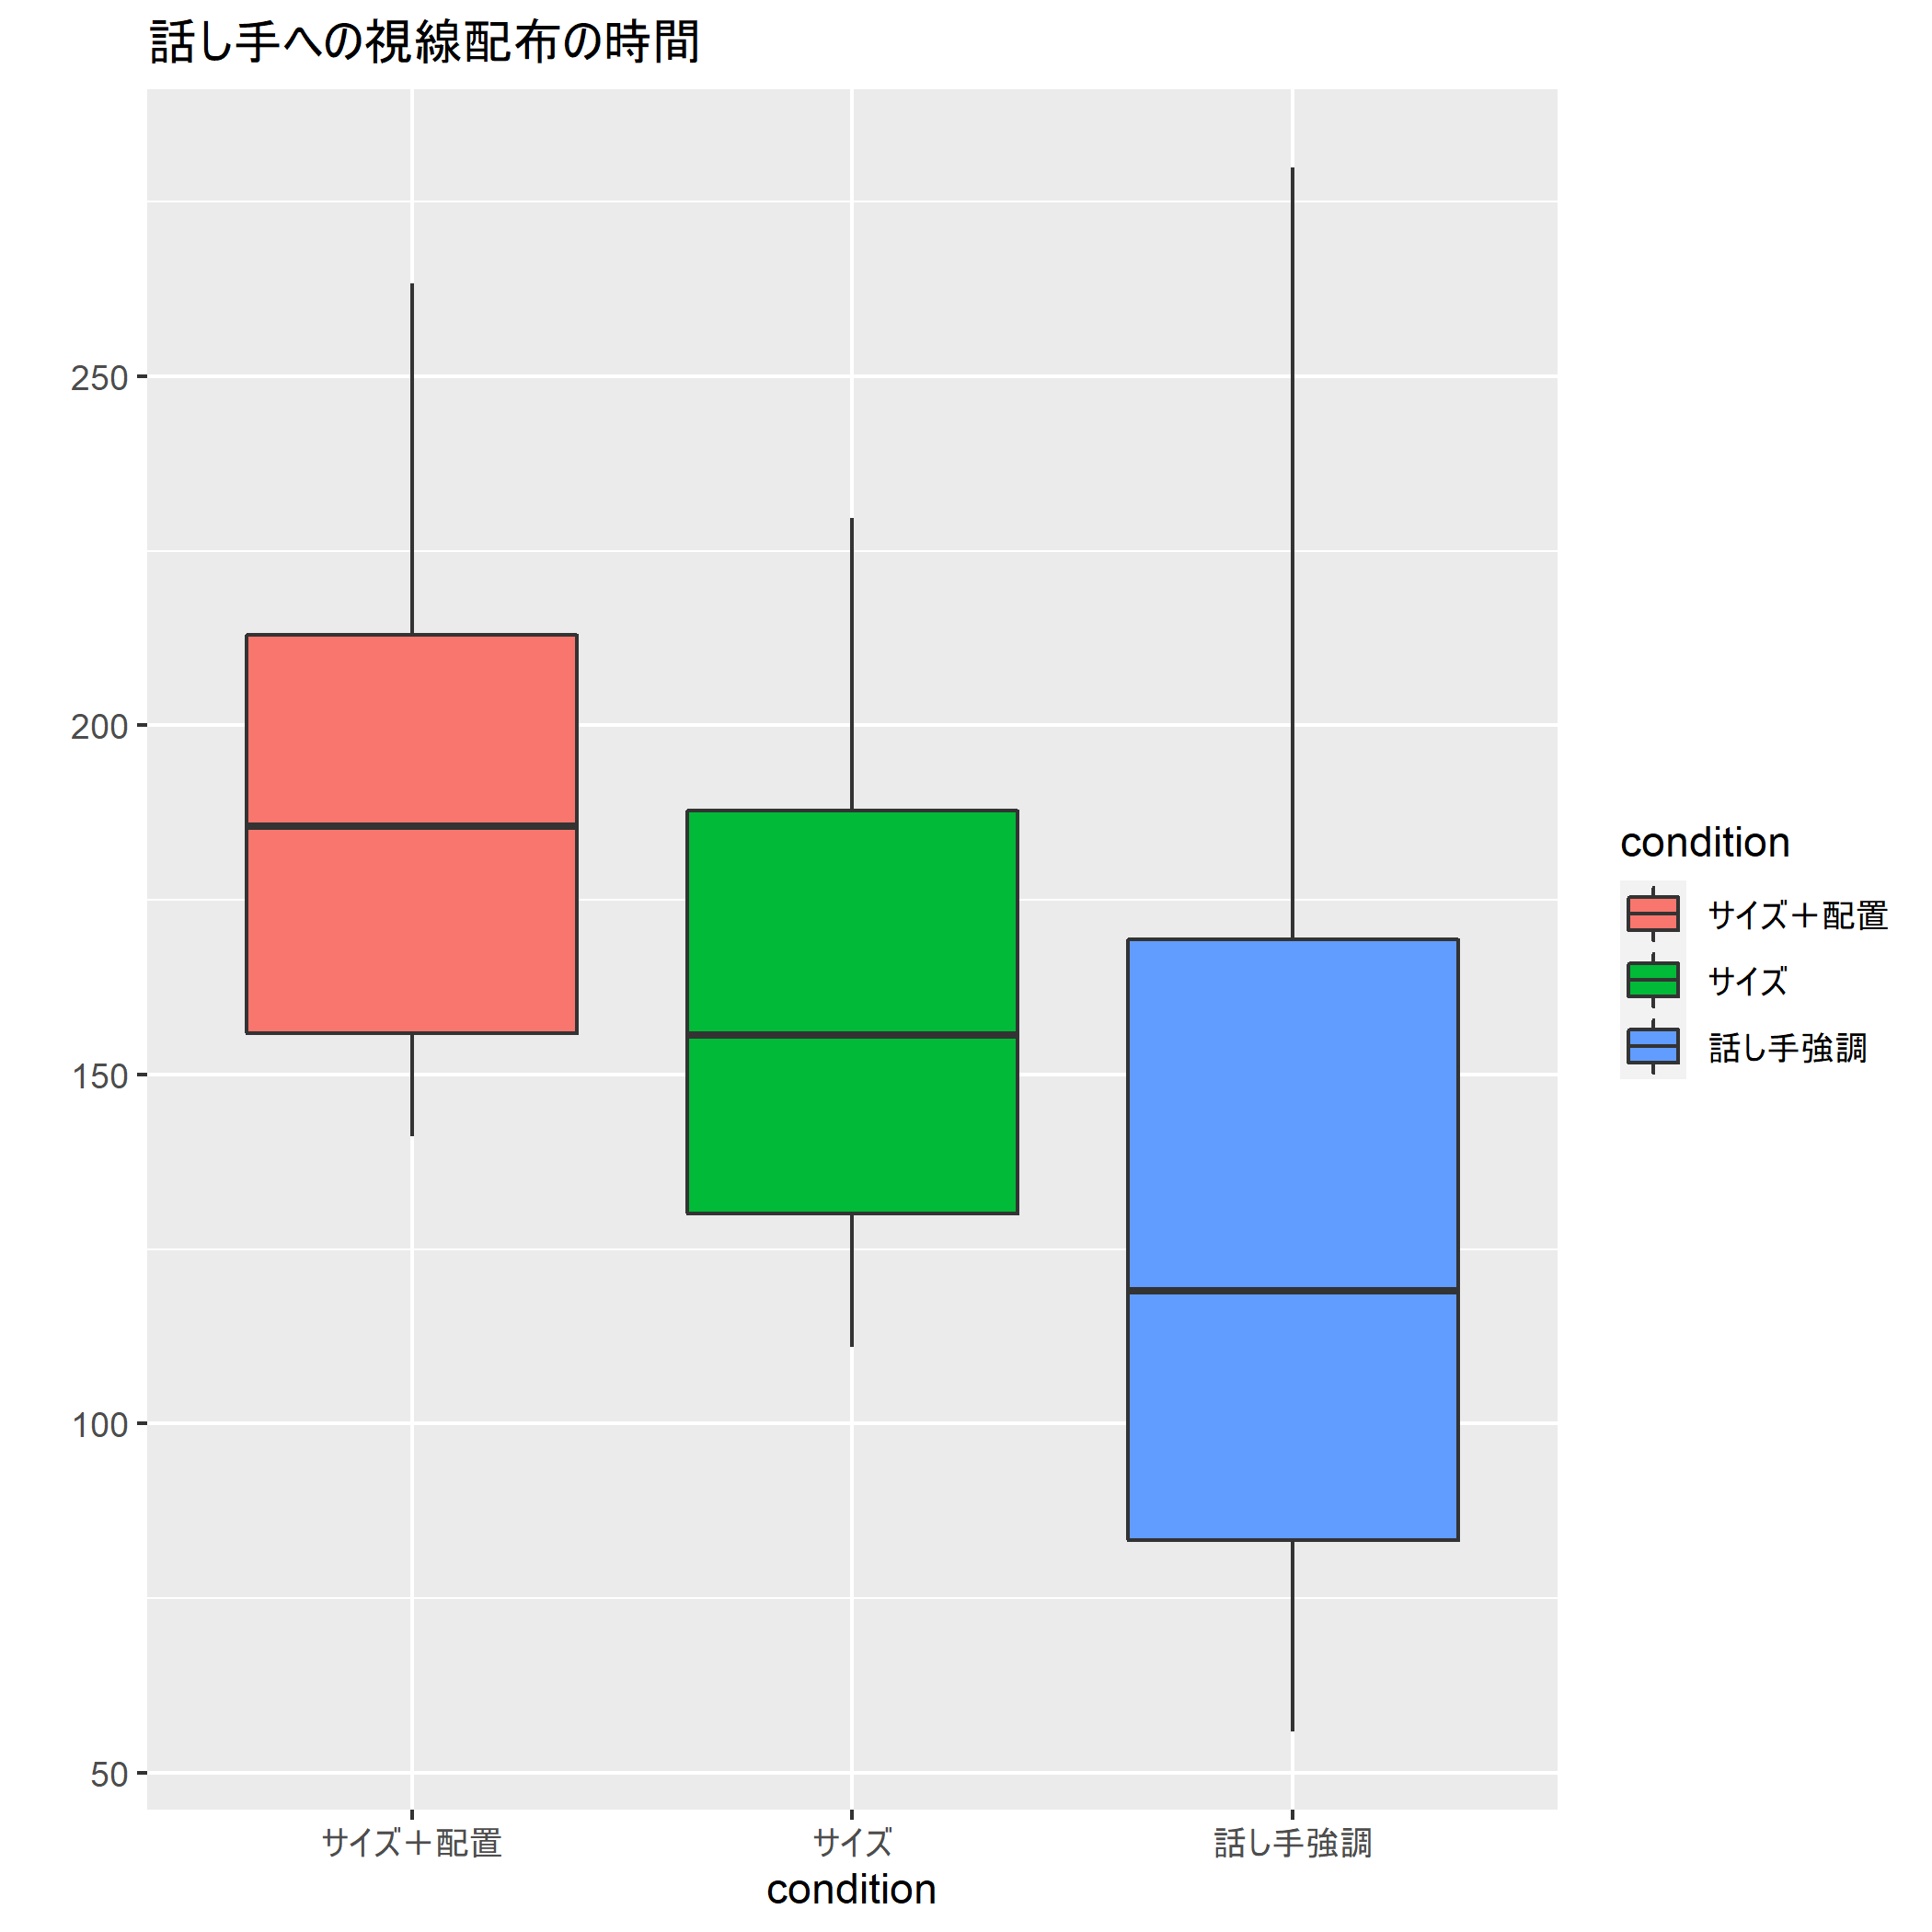 話し手への視線配布の時間
250
200
150
100
50
サイズ＋配置
サイズ
話し手強調
condition
condition
サイズ＋配置
サイズ
話し手強調